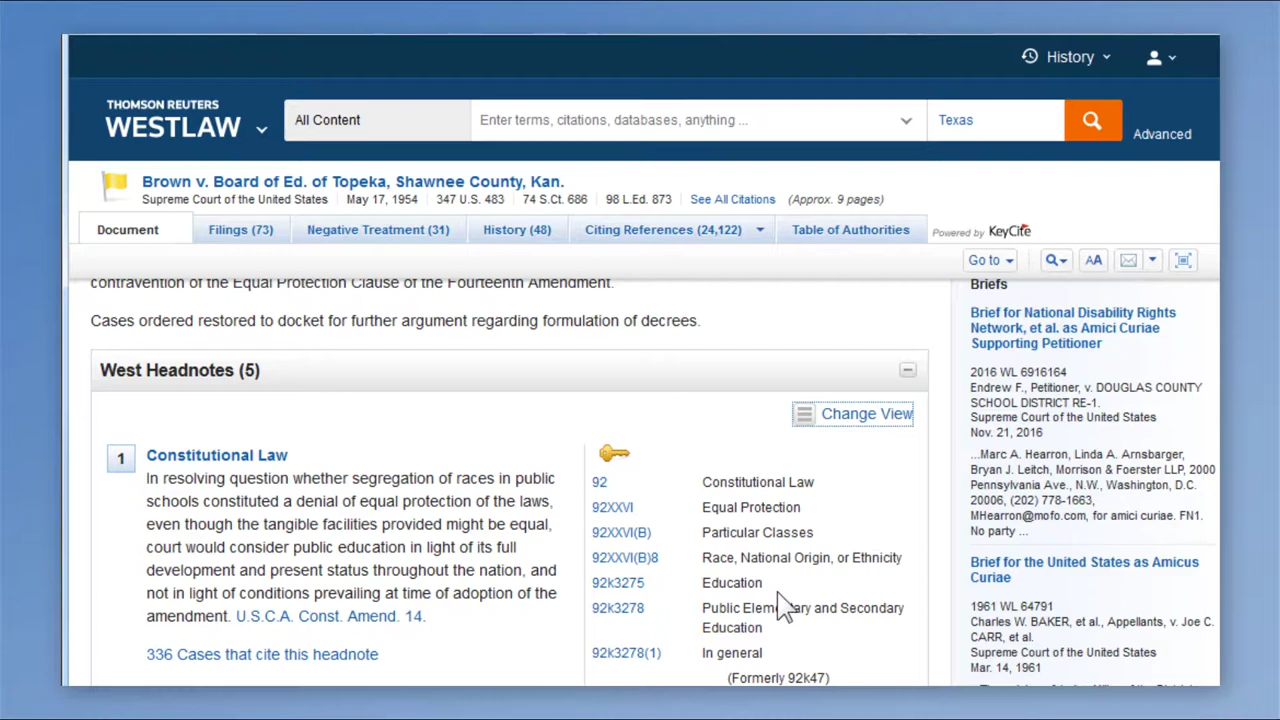 History
THOMSON REUTERS
WESTLAW
All Content
Enter terms, citations, databases, anything ...
Texas
Advanced
Brown v. Board of Ed. of Topeka, Shawnee County, Kan.
Supreme Court of the United States May 17, 1954 347 U.S. 483 74 S.Ct. 686 98 L.Ed. 873 See All Citations (Approx. 9 pages)
Document Filings (73) Negative Treatment (31) History (48) Citing References (24,122) Table of Authorities Powered by KeyCite
Go to AA
contravention of the Equal Protection Clause of the Fourteenth Amendment.
Cases ordered restored to docket for further argument regarding formulation of decrees.
West Headnotes (5)
Change View
1 Constitutional Law
In resolving question whether segregation of races in public
schools constituted a denial of equal protection of the laws,
even though the tangible facilities provided might be equal,
court would consider public education in light of its full
development and present status throughout the nation, and
not in light of conditions prevailing at time of adoption of the
amendment. U.S.C.A. Const. Amend. 14.
336 Cases that cite this headnote
92 Constitutional Law
92XXVI Equal Protection
92XXVI(B) Particular Classes
92XXVI(B)8 Race, National Origin, or Ethnicity
92k3275 Education
92k3278 Public Elementary and Secondary
Education
92k3278(1) In general
(Formerly 92k47)
Briefs
Brief for National Disability Rights
Network, et al. as Amici Curiae
Supporting Petitioner
2016 WL 6916164
Endrew F., Petitioner, v. DOUGLAS COUNTY
SCHOOL DISTRICT RE-1.
Supreme Court of the United States
Nov. 21, 2016
...Marc A. Hearron, Linda A. Arnsbarger,
Bryan J. Leitch, Morrison & Foerster LLP, 2000
Pennsylvania Ave., N.W., Washington, D.C.
20006, (202) 778-1663,
MHearron@mofo.com, for amici curiae. FN1.
No party ...
Brief for the United States as Amicus
Curiae
1961 WL 64791
Charles W. BAKER, et al., Appellants, v. Joe C.
CARR, et al.
Supreme Court of the United States
Mar. 14, 1961